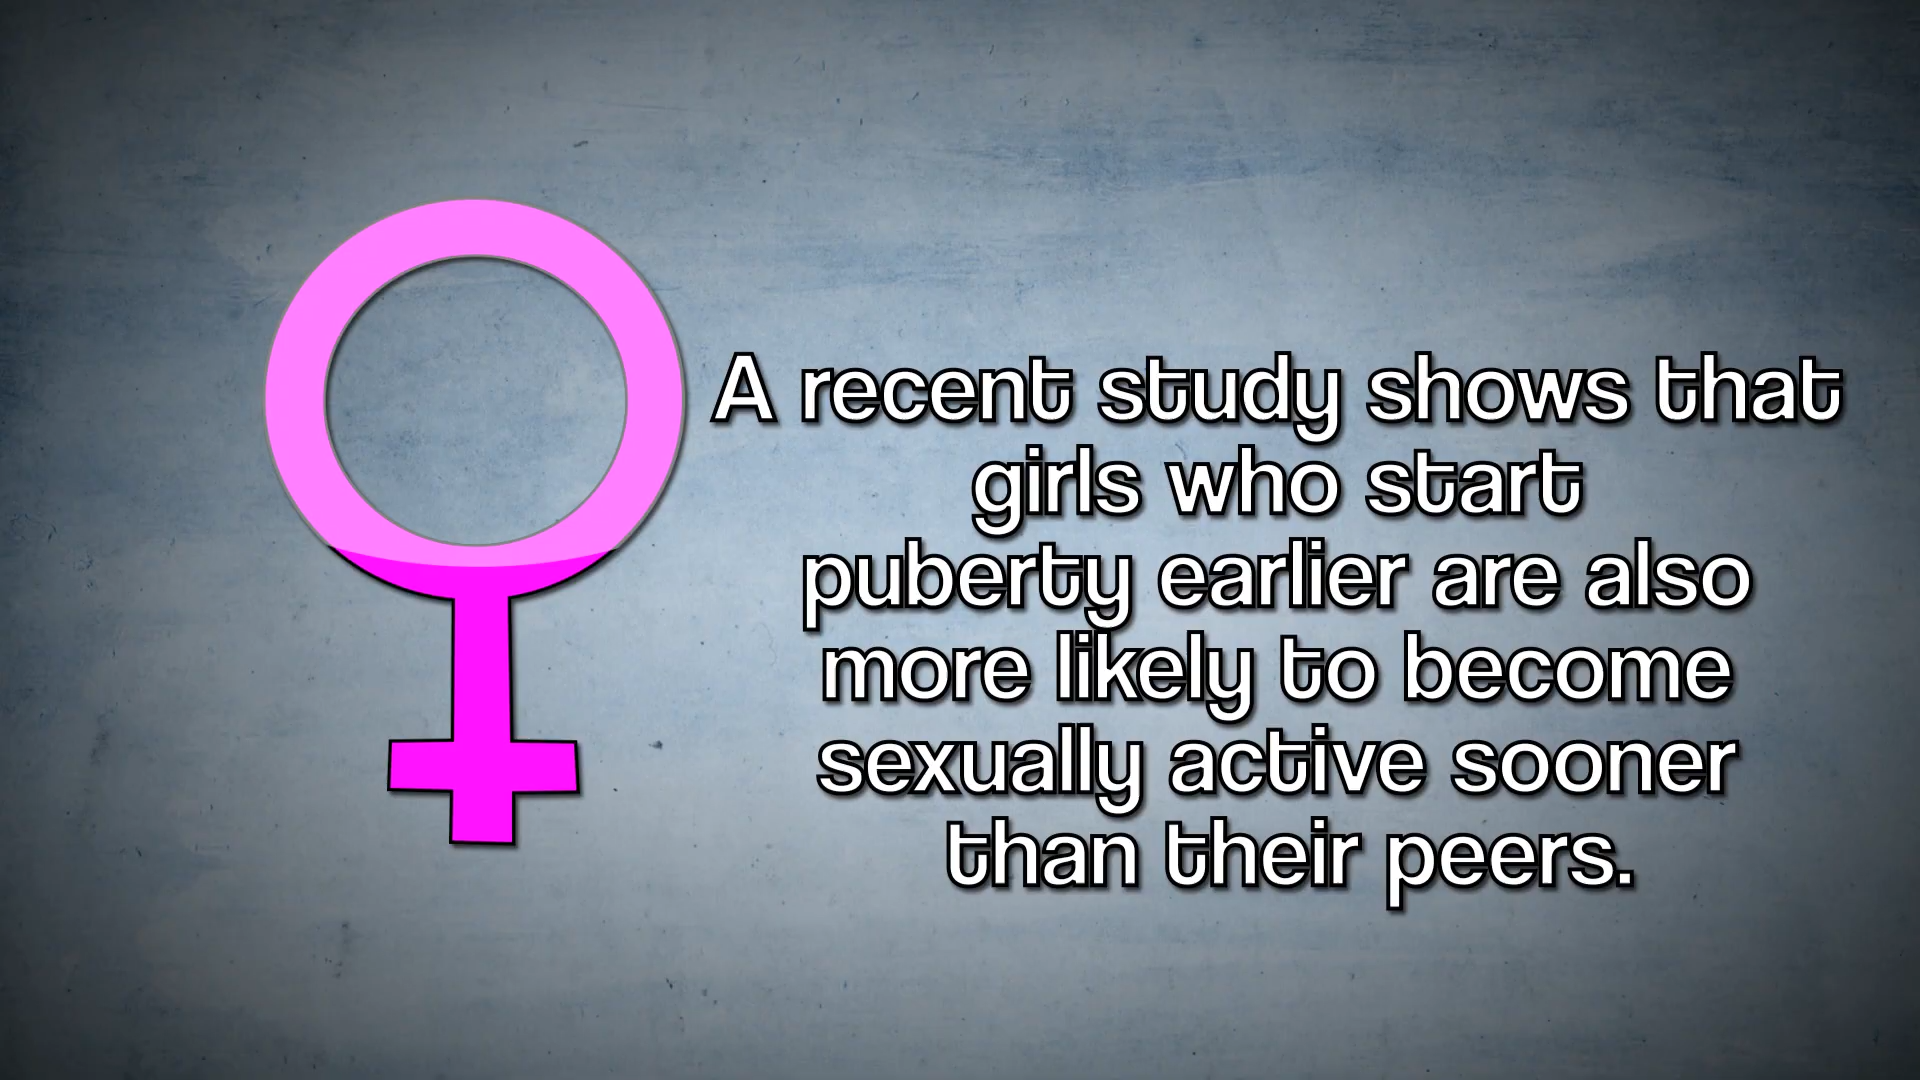 A recent study shows that
girls who start
puberty earlier are also
more likely to become
sexually active sooner
than their peers.